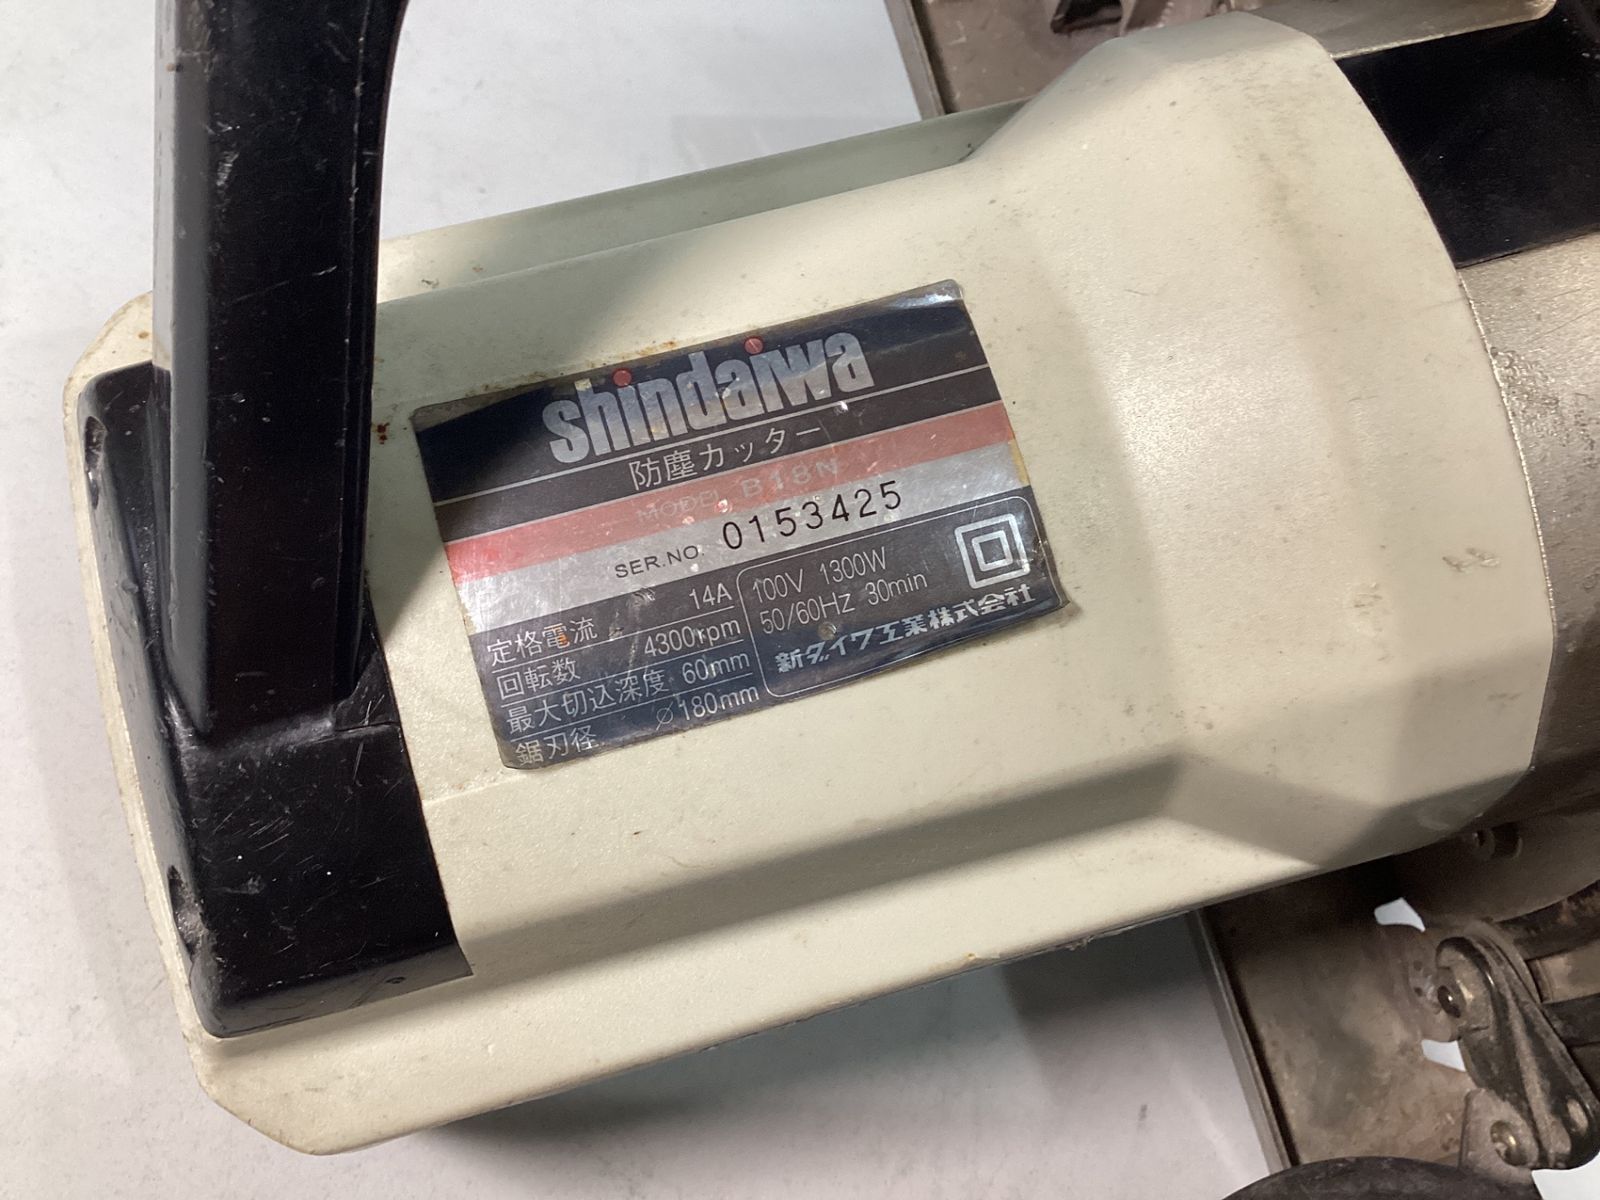 shindaiwa
防塵カッター
MODEL B18N
SER.NO. 0153425
定格電流 14A
回転数 4300rpm
最大切込深度 60mm
鋸刃径 ∅180mm
100V 1300W
50/60HZ 30min
新ダイワ工業株式会社